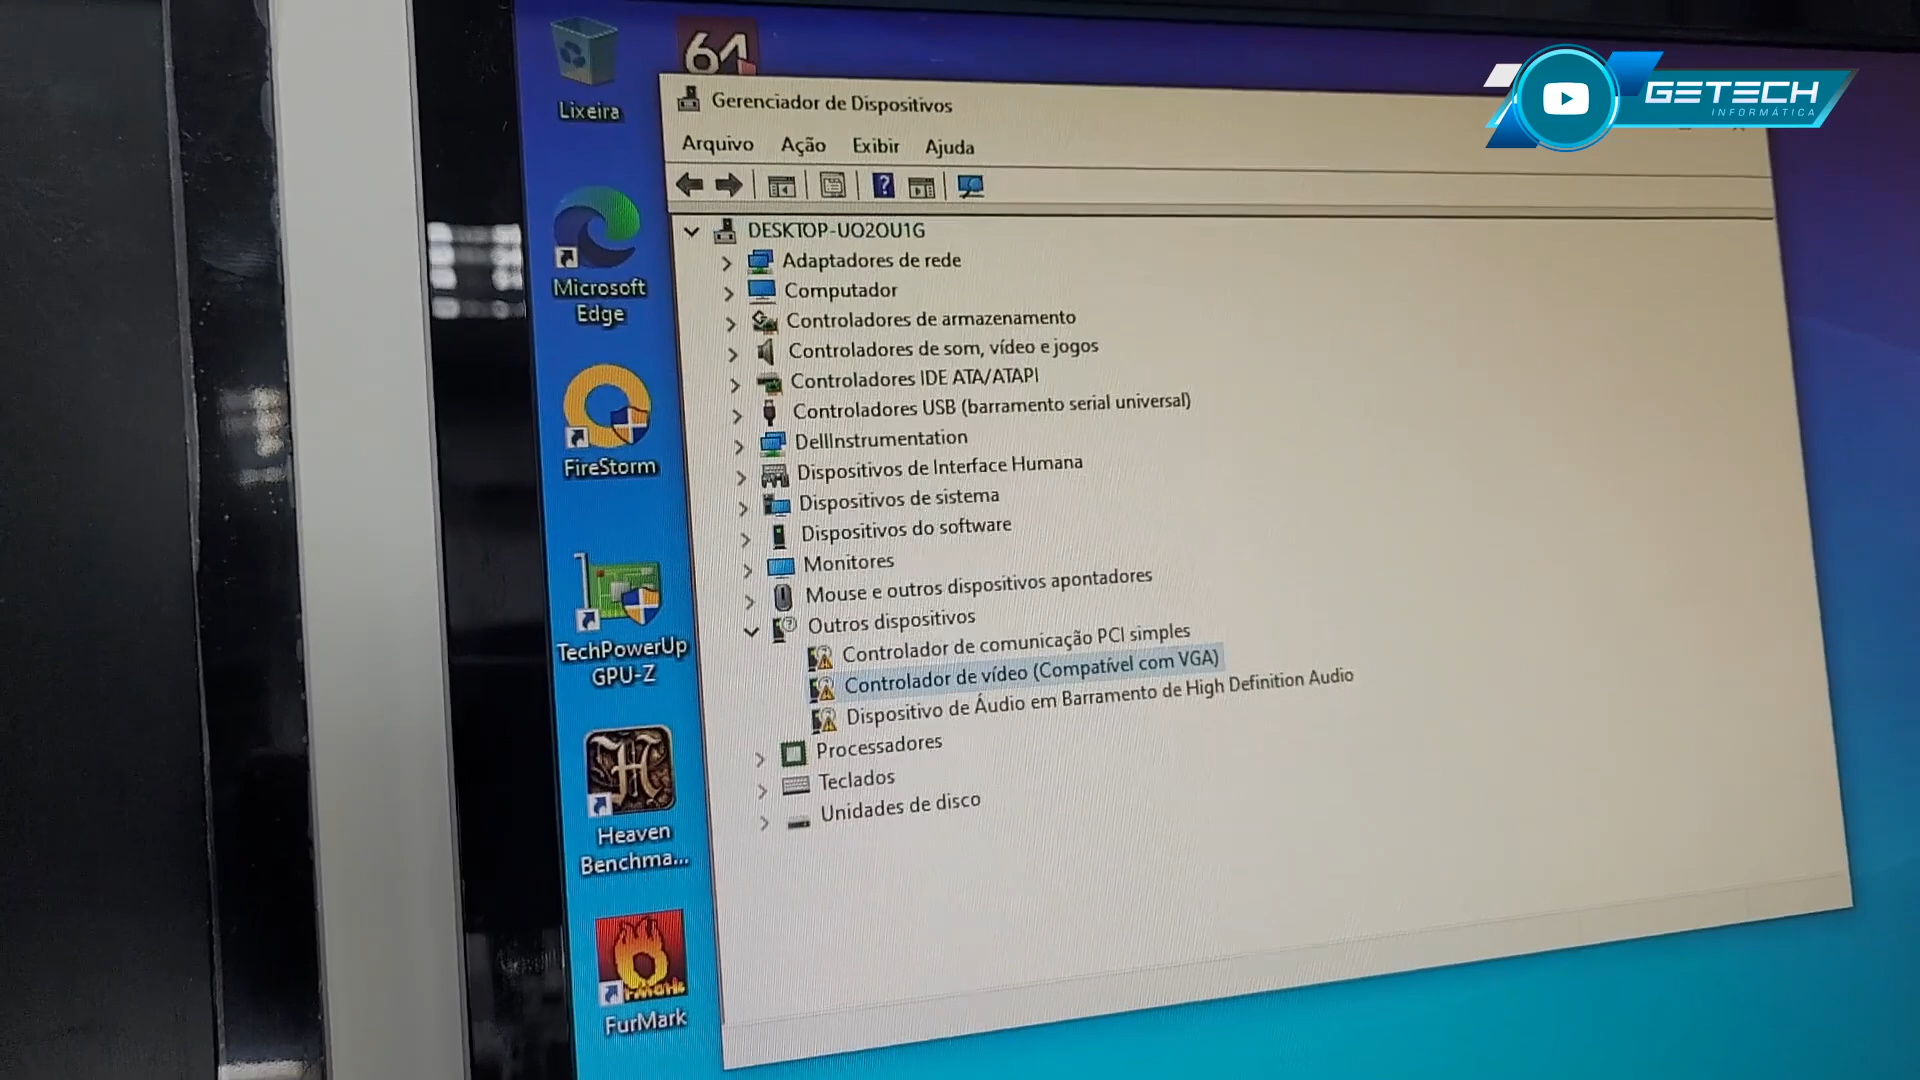 Lixeira
64
GETECH
INFORMÁTICA
Gerenciador de Dispositivos
Arquivo Ação Exibir Ajuda
DESKTOP-UO2OU1G
Adaptadores de rede
Computador
Controladores de armazenamento
Controladores de som, vídeo e jogos
Controladores IDE ATA/ATAPI
Controladores USB (barramento serial universal)
DellInstrumentation
Dispositivos de Interface Humana
Dispositivos de sistema
Dispositivos do software
Monitores
Mouse e outros dispositivos apontadores
Outros dispositivos
Controlador de comunicação PCI simples
Controlador de vídeo (Compatível com VGA)
Dispositivo de Áudio em Barramento de High Definition Audio
Processadores
Teclados
Unidades de disco
Microsoft
Edge
FireStorm
TechPowerUp
GPU-Z
Heaven
Benchma...
FurMark